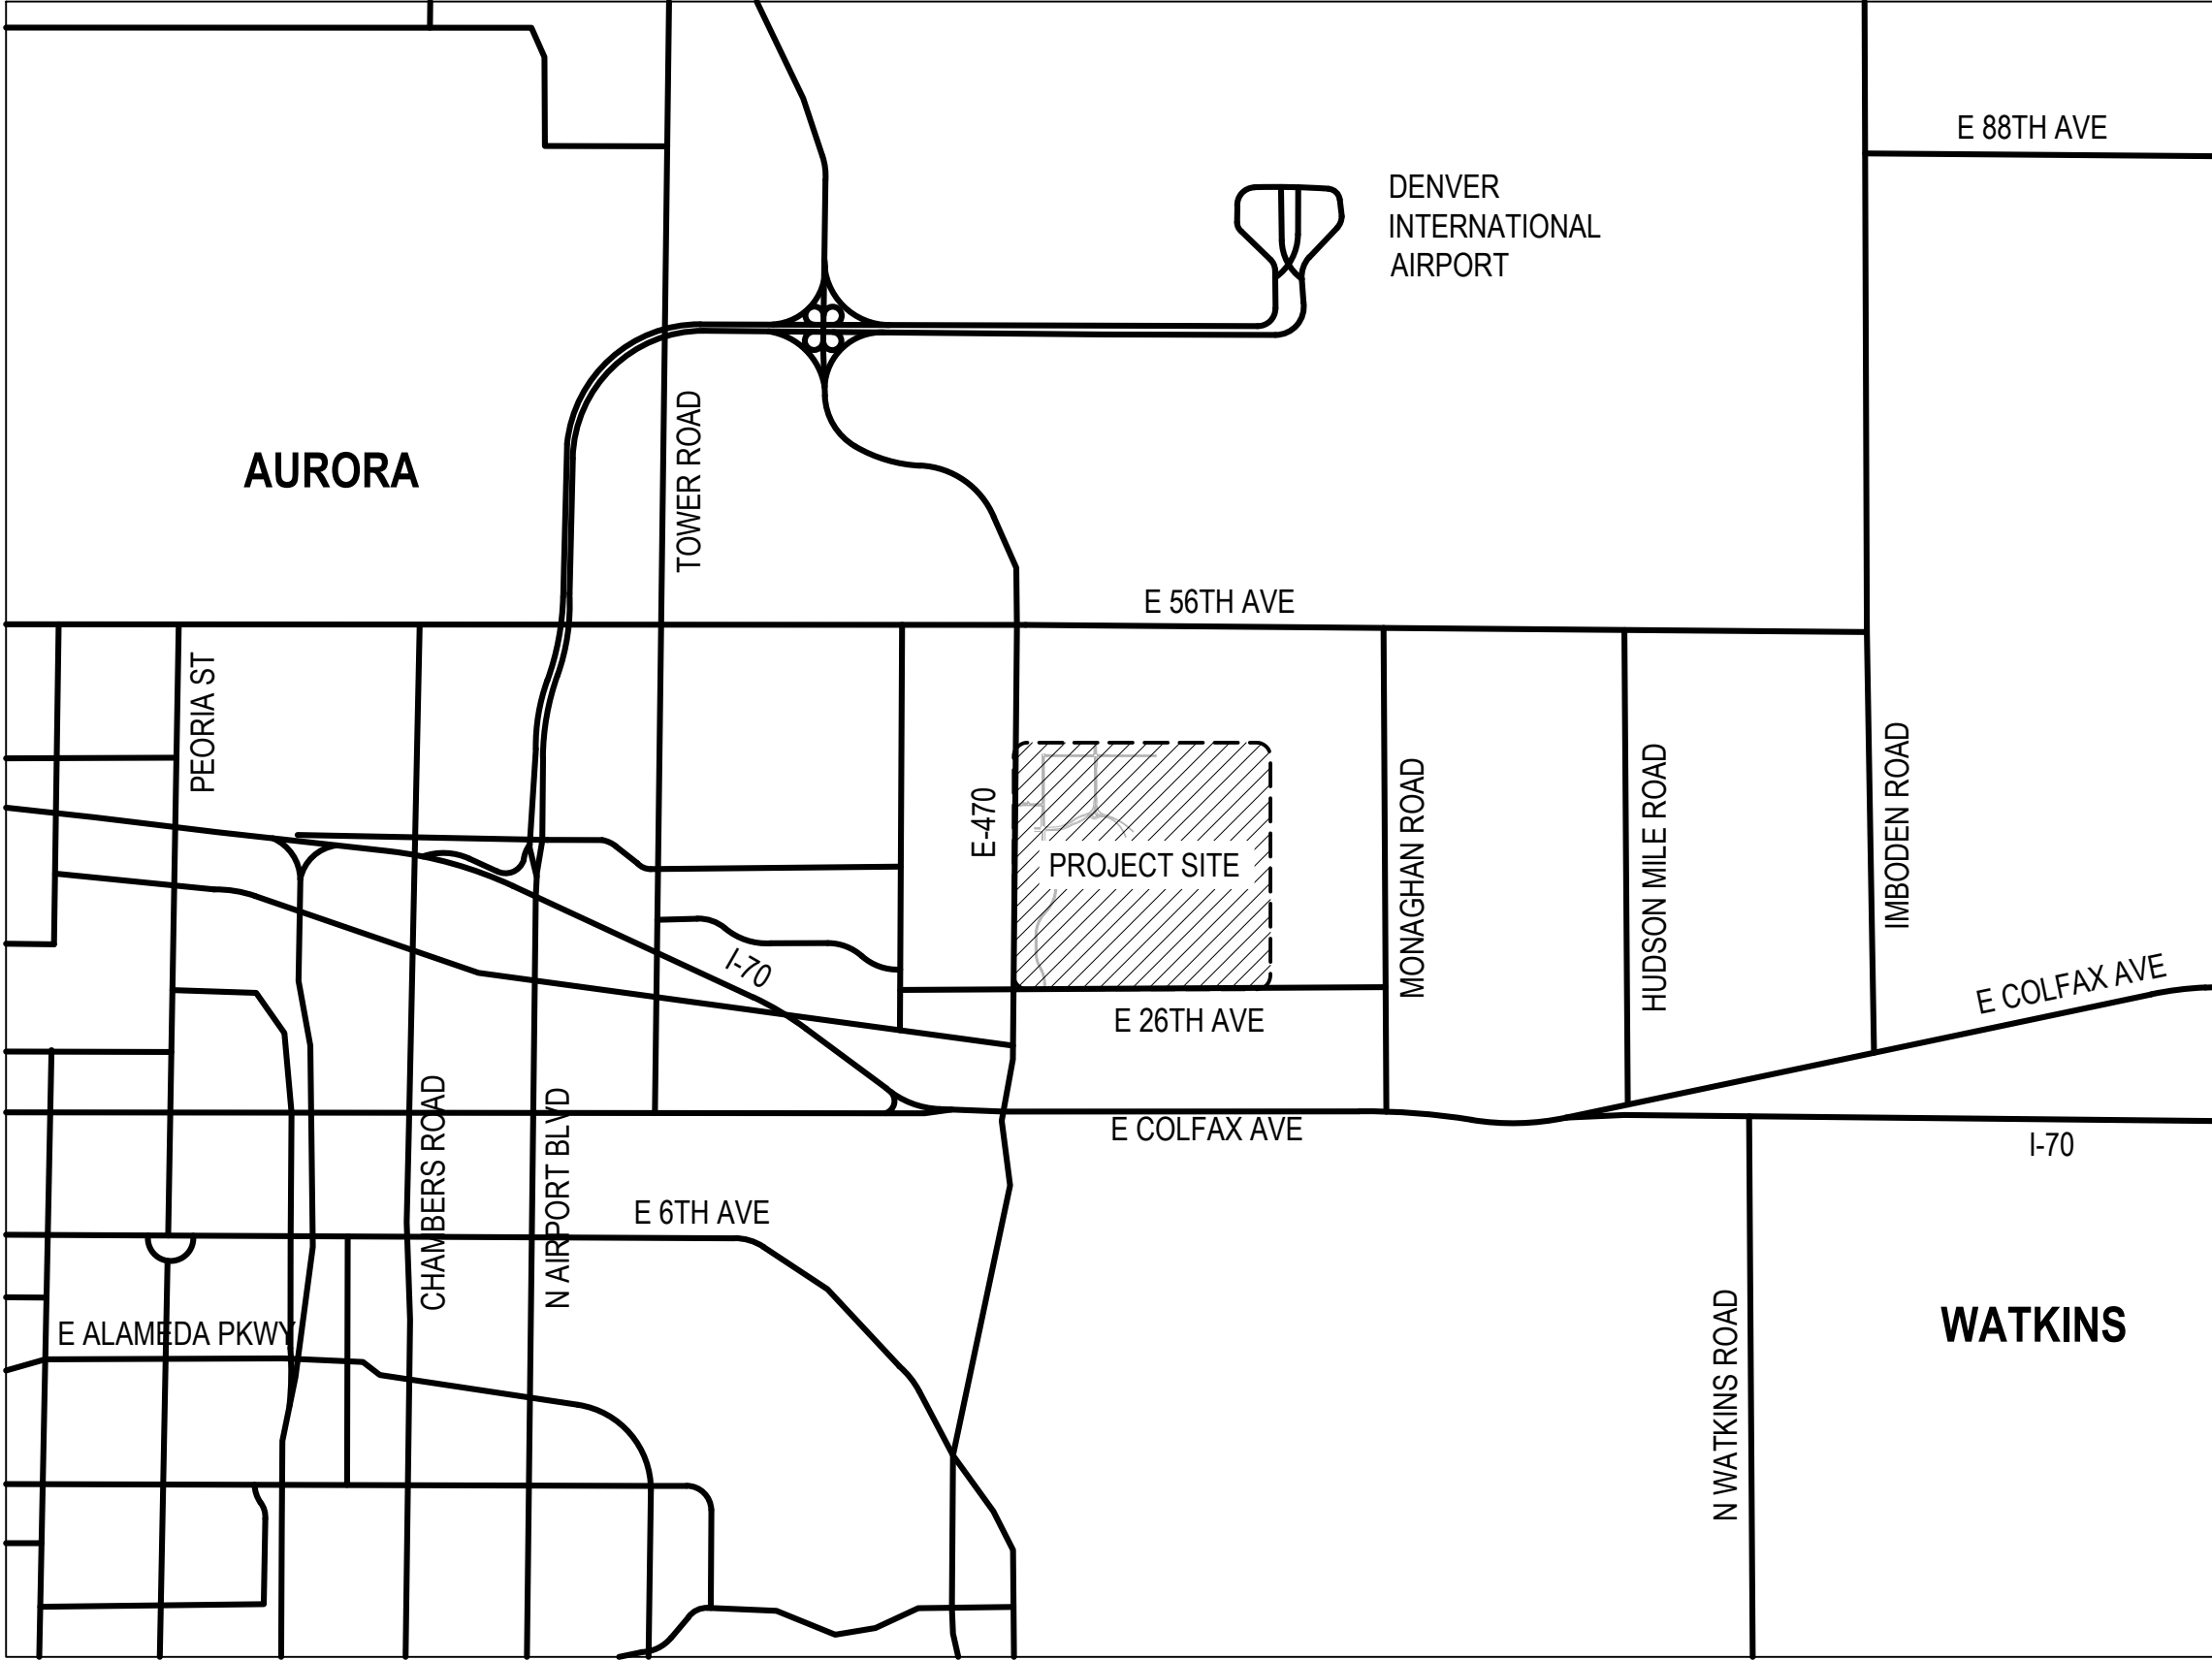 E 88TH AVE
DENVER
INTERNATIONAL
AIRPORT
AURORA
TOWER ROAD
E 56TH AVE
PEORIA ST
E-470
PROJECT SITE
MONAGHAN ROAD
HUDSON MILE ROAD
IMBODEN ROAD
I-70
E 26TH AVE
E COLFAX AVE
E COLFAX AVE
I-70
CHAMBERS ROAD
N AIRPORT BLVD
E 6TH AVE
E ALAMEDA PKWY
N WATKINS ROAD
WATKINS